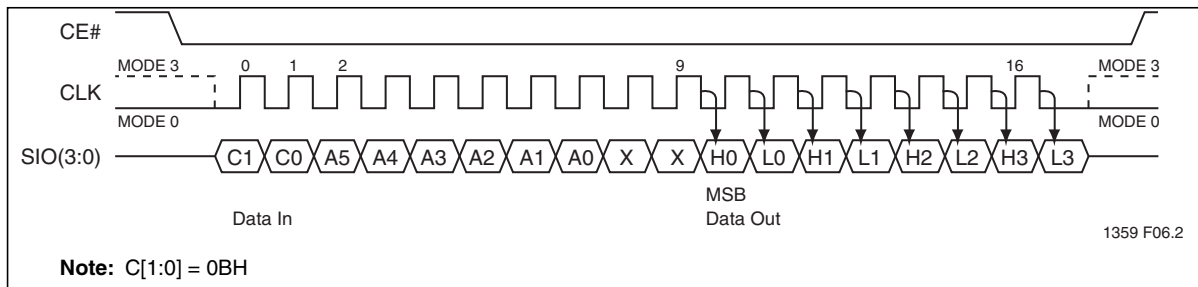 CE#
MODE 3 0 1 2 9 16 MODE 3
CLK
MODE 0 MODE 0
SIO(3:0) C1 C0 A5 A4 A3 A2 A1 A0 X X H0 L0 H1 L1 H2 L2 H3 L3
MSB
Data In Data Out
1359 F06.2
Note: C[1:0] = 0BH